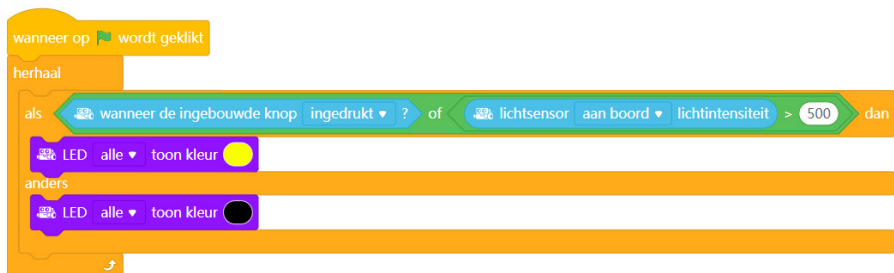 wanneer op wordt geklikt
herhaal
als wanneer de ingebouwde knop ingedrukt ? of lichtsensor aan boord lichtintensiteit > 500 dan
LED alle toon kleur
anders
LED alle toon kleur